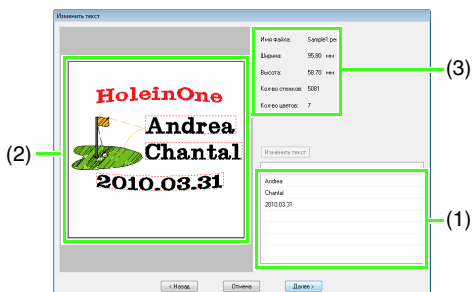 Изменить текст
Имя файла: Sample1.pe
Ширина: 95.80 мм
Высота: 58.70 мм
Кол-во стежков: 5081
Кол-во цветов: 7
(3)
HoleinOne
Andrea
Chantal
2010.03.31
(2)
Изменить текст
Andrea
Chantal
2010.03.31
(1)
< Назад
Отмена
Далее >